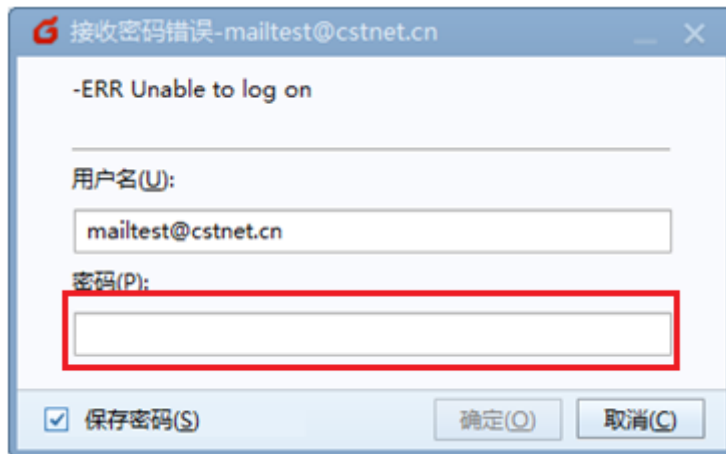 接收密码错误-mailtest@cstnet.cn
-ERR Unable to log on
用户名(U):
mailtest@cstnet.cn
密码(P):
保存密码(S) 确定(O) 取消(C)